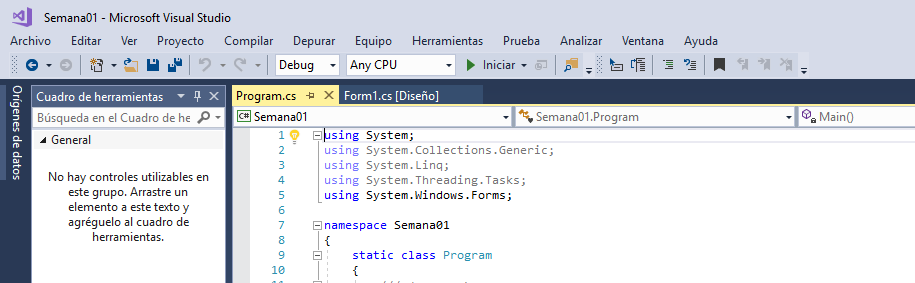 Semana01 - Microsoft Visual Studio
Archivo Editar Ver Proyecto Compilar Depurar Equipo Herramientas Prueba Analizar Ventana Ayuda
Debug Any CPU Iniciar
Orígenes de datos
Cuadro de herramientas
Búsqueda en el Cuadro de he
General
No hay controles utilizables en
este grupo. Arrastre un
elemento a este texto y
agréguelo al cuadro de
herramientas.
Program.cs Form1.cs [Diseño]
C# Semana01 Semana01.Program Main()
1 using System;
2 using System.Collections.Generic;
3 using System.Linq;
4 using System.Threading.Tasks;
5 using System.Windows.Forms;
6
7 namespace Semana01
8 {
9 static class Program
10 {